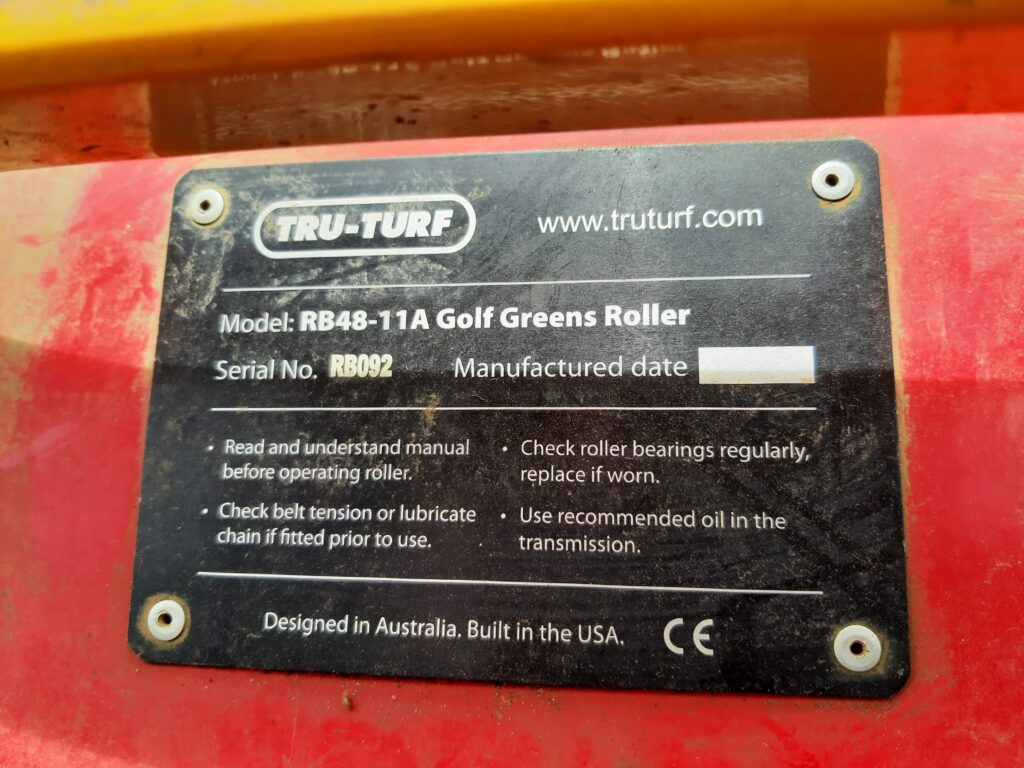 TRU-TURF www.truturf.com
Model: RB48-11A Golf Greens Roller
Serial No. RB092 Manufactured date
• Read and understand manual
before operating roller.
• Check belt tension or lubricate
chain if fitted prior to use.
• Check roller bearings regularly,
replace if worn.
• Use recommended oil in the
transmission.
Designed in Australia. Built in the USA. CE